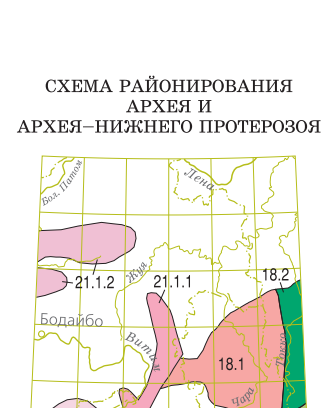 СХЕМА РАЙОНИРОВАНИЯ
АРХЕЯ И
АРХЕЯ–НИЖНЕГО ПРОТЕРОЗОЯ
Бол. Патом
Лена
Жуя
21.1.2
21.1.1
18.2
Бодайбо
Витим
Токко
18.1
Чара